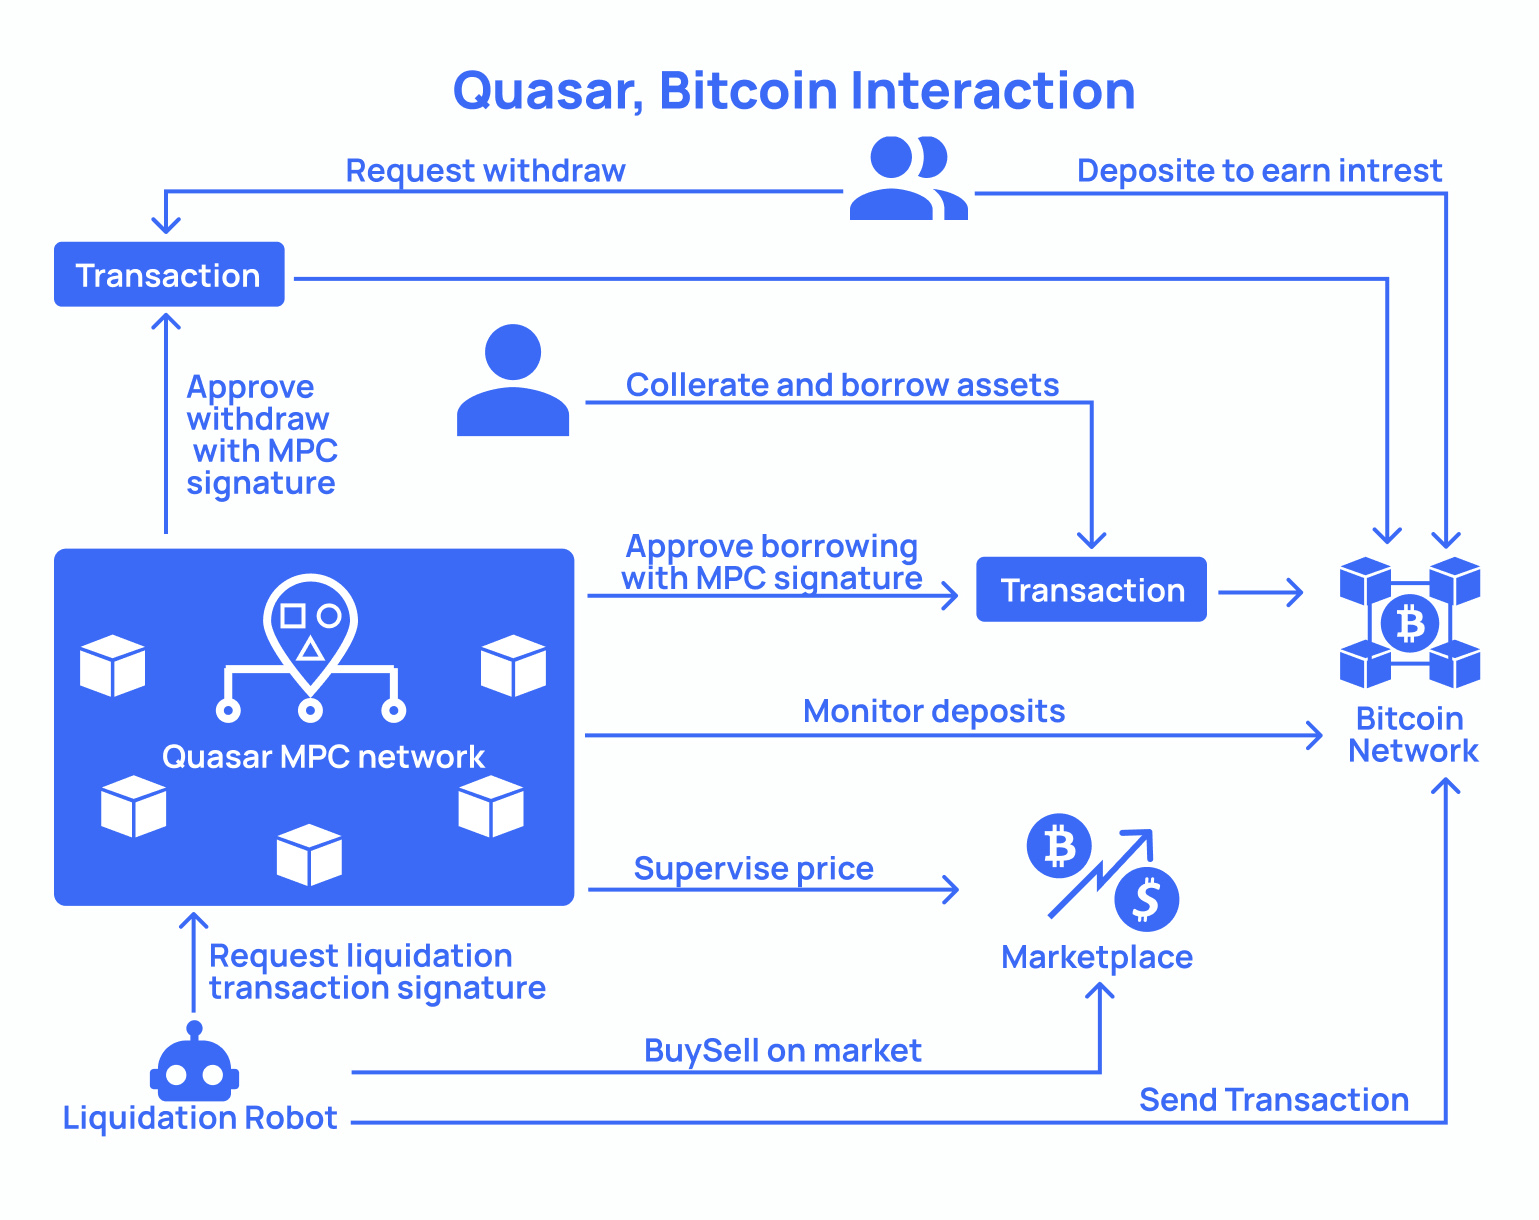 Quasar, Bitcoin Interaction
Request withdraw
Deposite to earn intrest
Transaction
Approve
withdraw
with MPC
signature
Collerate and borrow assets
Approve borrowing
with MPC signature
Transaction
Quasar MPC network
Monitor deposits
Bitcoin
Network
Supervise price
Marketplace
Request liquidation
transaction signature
BuySell on market
Liquidation Robot
Send Transaction